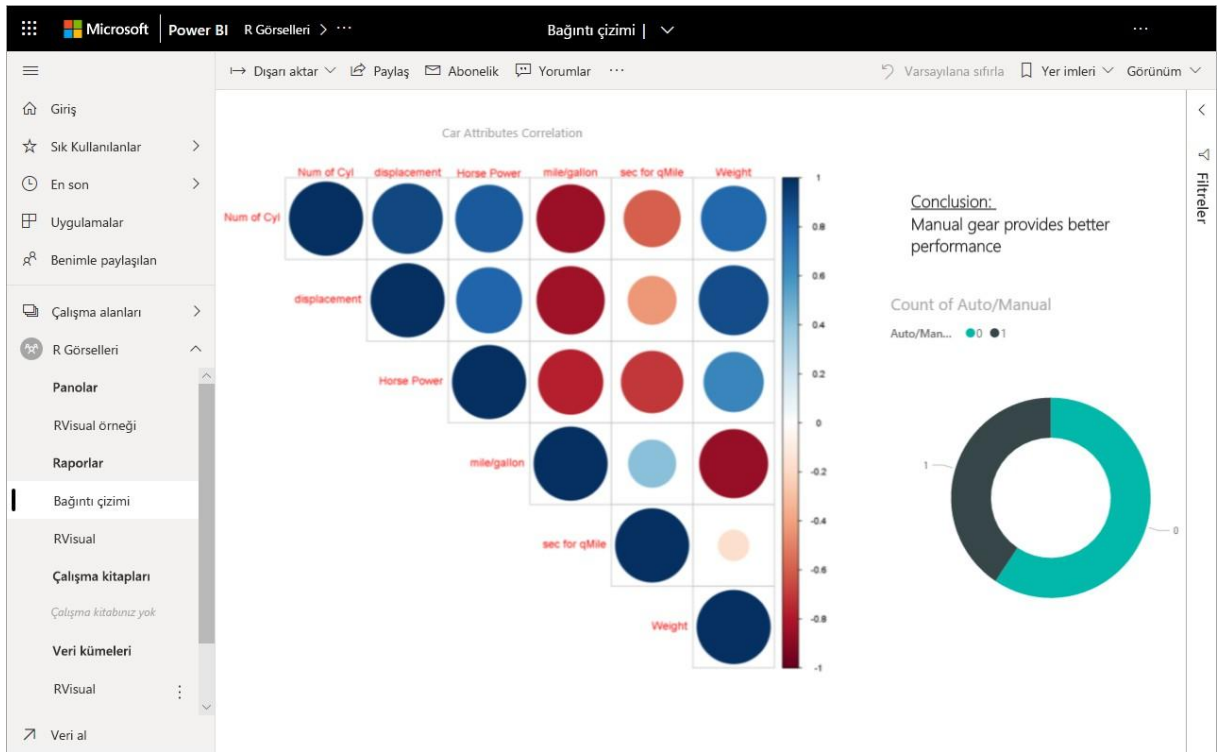 Microsoft Power BI R Görselleri > ···
Bağıntı çizimi |
Dışarı aktar Paylaş Abonelik Yorumlar ···
Varsayılana sıfırla Yer imleri Görünüm
Giriş
Sık Kullanılanlar
En son
Uygulamalar
Benimle paylaşılan
Çalışma alanları
R Görselleri
Panolar
RVisual örneği
Raporlar
Bağıntı çizimi
RVisual
Çalışma kitapları
Çalışma kitabınız yok
Veri kümeleri
RVisual
Veri al
Car Attributes Correlation
Num of Cyl displacement Horse Power mile/gallon sec for qMile Weight
Num of Cyl
displacement
Horse Power
mile/gallon
sec for qMile
Weight
1
0.8
0.6
0.4
0.2
0
-0.2
-0.4
-0.6
-0.8
-1
Conclusion:
Manual gear provides better
performance
Count of Auto/Manual
Auto/Man... 0 1
1
0
Filtreler